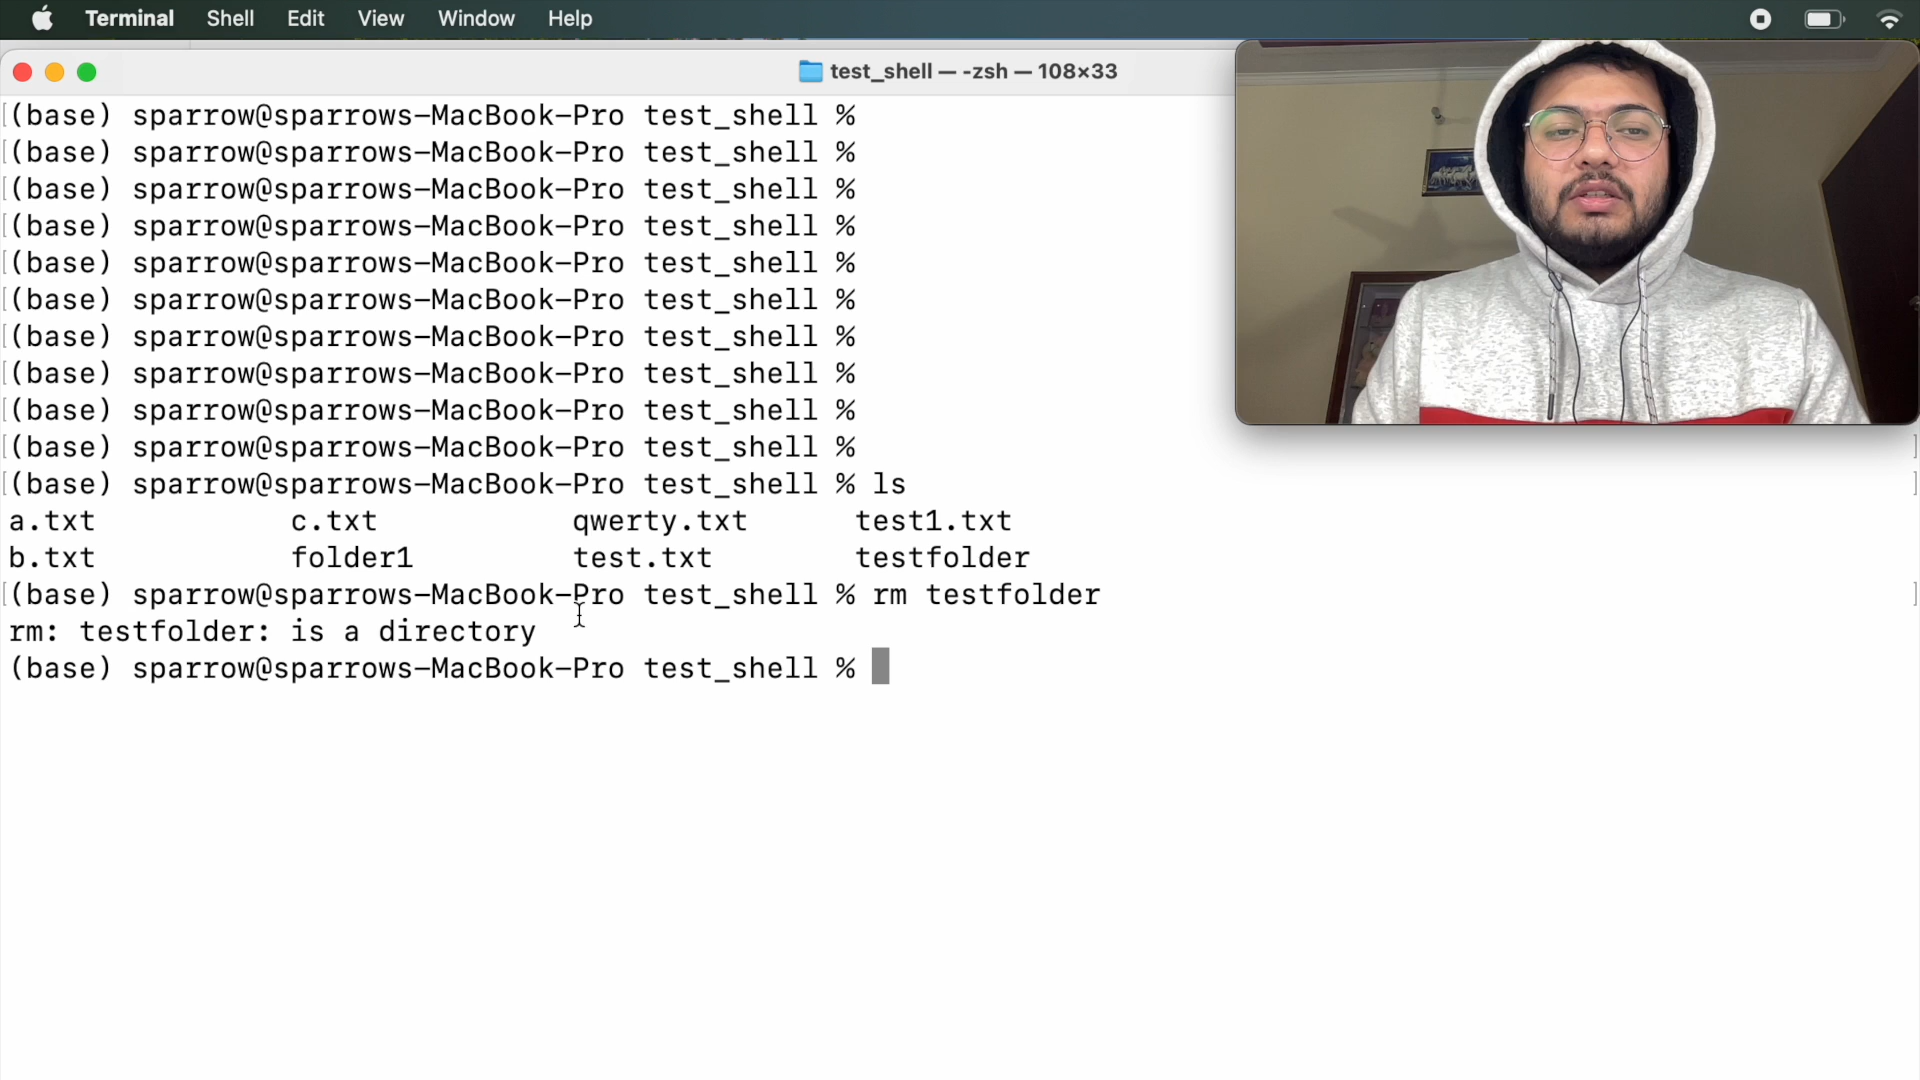 Terminal Shell Edit View Window Help
test_shell — -zsh — 108×33
(base) sparrow@sparrows-MacBook-Pro test_shell %
(base) sparrow@sparrows-MacBook-Pro test_shell %
(base) sparrow@sparrows-MacBook-Pro test_shell %
(base) sparrow@sparrows-MacBook-Pro test_shell %
(base) sparrow@sparrows-MacBook-Pro test_shell %
(base) sparrow@sparrows-MacBook-Pro test_shell %
(base) sparrow@sparrows-MacBook-Pro test_shell %
(base) sparrow@sparrows-MacBook-Pro test_shell %
(base) sparrow@sparrows-MacBook-Pro test_shell %
(base) sparrow@sparrows-MacBook-Pro test_shell %
(base) sparrow@sparrows-MacBook-Pro test_shell % ls
a.txt c.txt qwerty.txt test1.txt
b.txt folder1 test.txt testfolder
(base) sparrow@sparrows-MacBook-Pro test_shell % rm testfolder
rm: testfolder: is a directory
(base) sparrow@sparrows-MacBook-Pro test_shell %